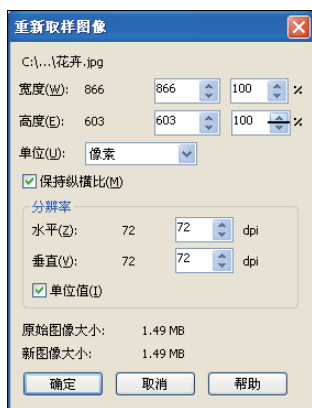 重新取样图像
C:\...\花卉.jpg
宽度(W): 866 866 100 %
高度(E): 603 603 100 %
单位(U): 像素
保持纵横比(M)
分辨率
水平(Z): 72 72 dpi
垂直(V): 72 72 dpi
单位值(I)
原始图像大小: 1.49 MB
新图像大小: 1.49 MB
确定 取消 帮助